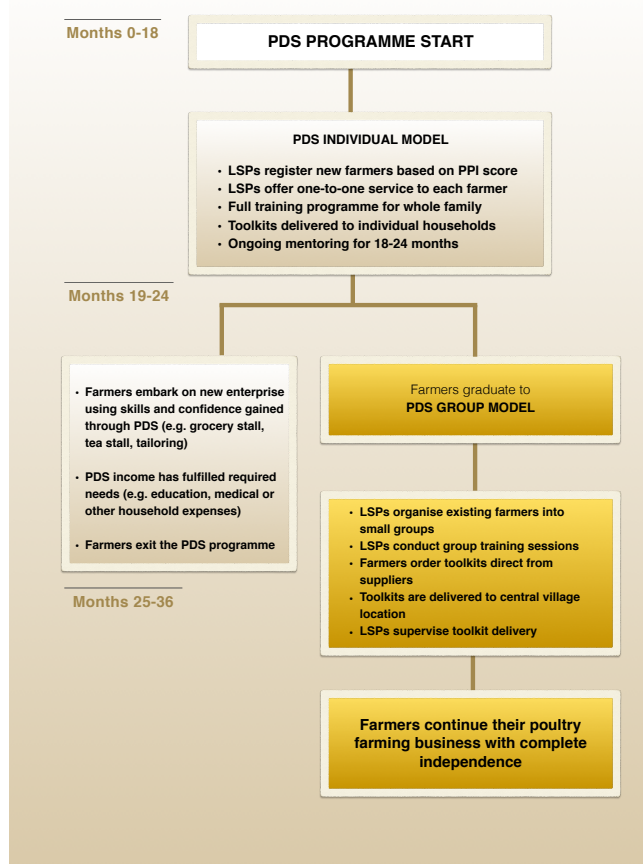 Months 0-18
PDS PROGRAMME START
PDS INDIVIDUAL MODEL
• LSPs register new farmers based on PPI score
• LSPs offer one-to-one service to each farmer
• Full training programme for whole family
• Toolkits delivered to individual households
• Ongoing mentoring for 18-24 months
Months 19-24
• Farmers embark on new enterprise
using skills and confidence gained
through PDS (e.g. grocery stall,
tea stall, tailoring)
• PDS income has fulfilled required
needs (e.g. education, medical or
other household expenses)
• Farmers exit the PDS programme
Farmers graduate to
PDS GROUP MODEL
Months 25-36
• LSPs organise existing farmers into
small groups
• LSPs conduct group training sessions
• Farmers order toolkits direct from
suppliers
• Toolkits are delivered to central village
location
• LSPs supervise toolkit delivery
Farmers continue their poultry
farming business with complete
independence